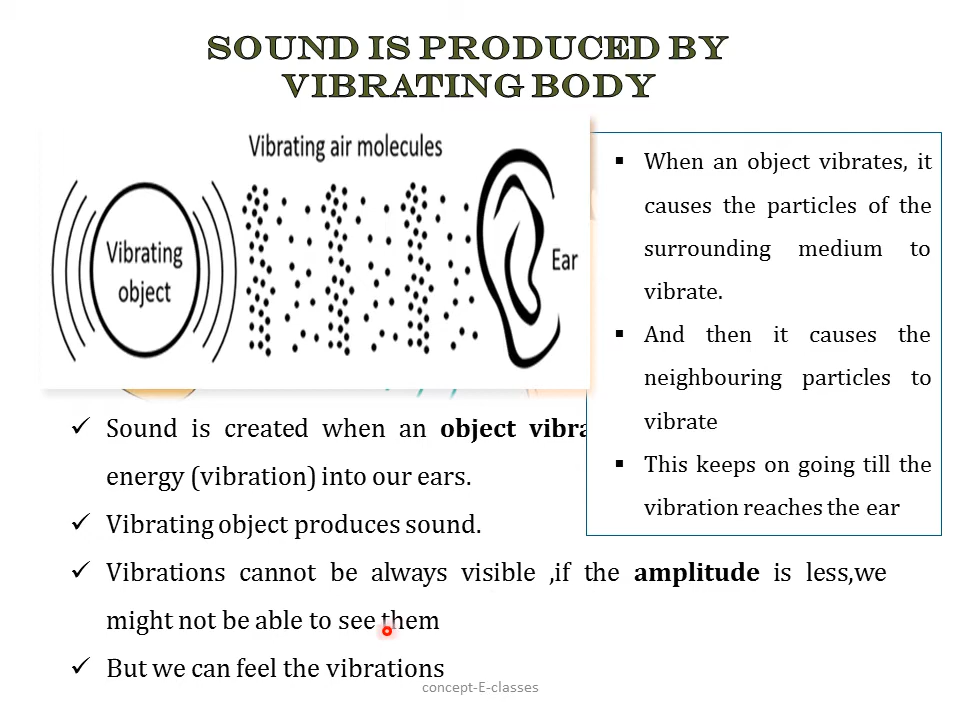 SOUND IS PRODUCED BY
VIBRATING BODY
Vibrating air molecules
Vibrating
object
Ear
▪ When an object vibrates, it
causes the particles of the
surrounding medium to
vibrate.
▪ And then it causes the
neighbouring particles to
vibrate
▪ This keeps on going till the
vibration reaches the ear
✓ Sound is created when an object
energy (vibration) into our ears.
✓ Vibrating object produces sound.
✓ Vibrations cannot be always visible ,if the amplitude is less,we
might not be able to see them
✓ But we can feel the vibrations
concept-E-classes